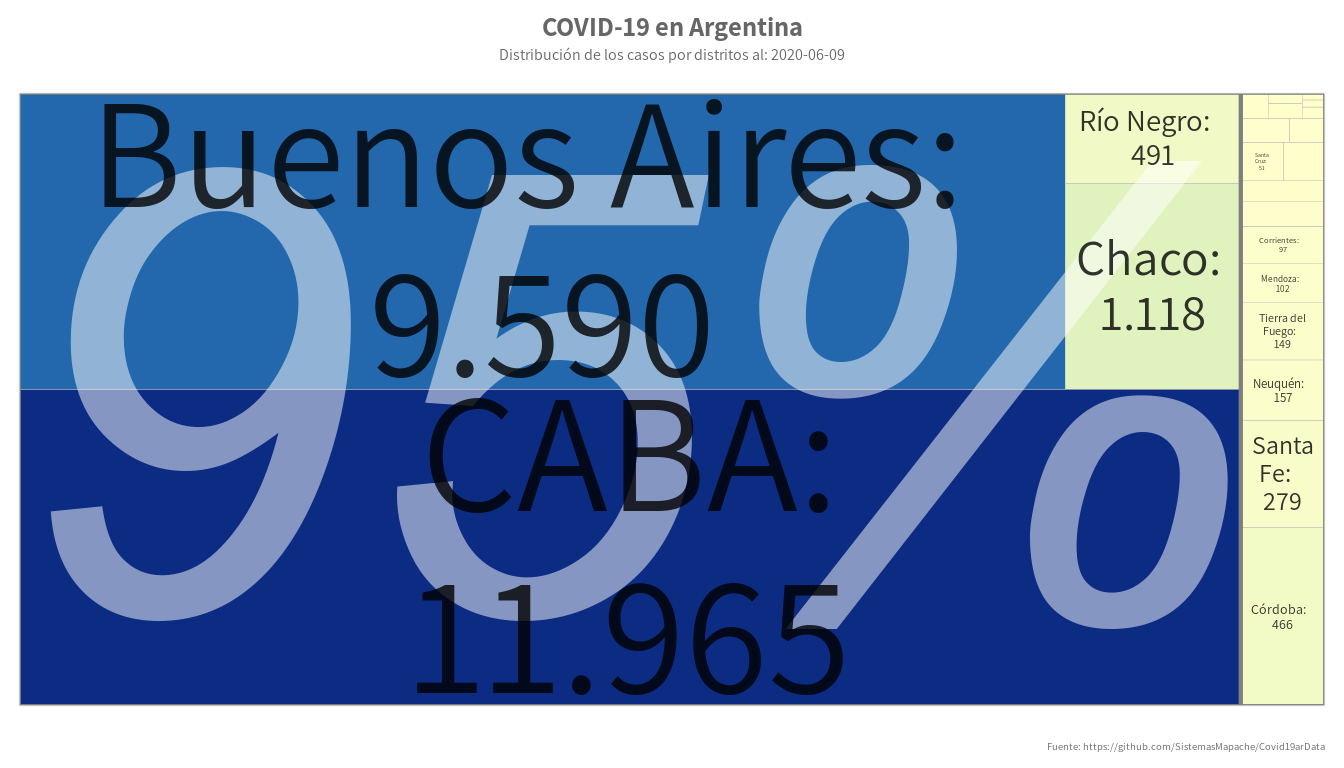 COVID-19 en Argentina
Distribución de los casos por distritos al: 2020-06-09
Buenos Aires:
9.590
95%
CABA:
11.965
Río Negro:
491
Chaco:
1.118
Santa
Cruz
51
Corrientes:
97
Mendoza:
102
Tierra del
Fuego:
149
Neuquén:
157
Santa
Fe:
279
Córdoba:
466
Fuente: https://github.com/SistemasMapache/Covid19arData